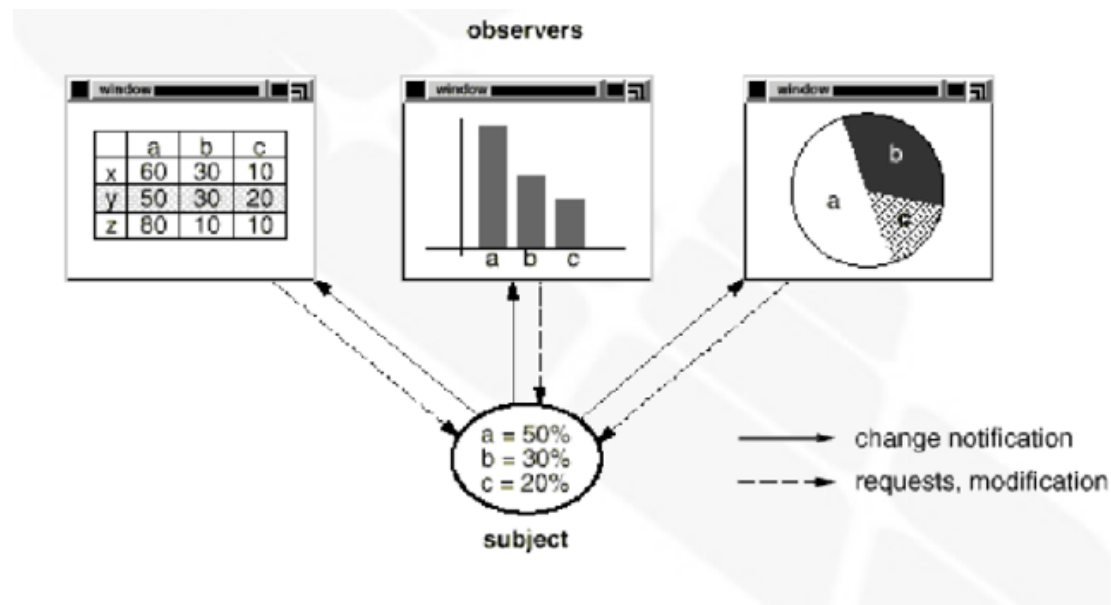 observers
window
a b c
x 60 30 10
y 50 30 20
z 80 10 10
window
a b c
window
a
b
c
a = 50%
b = 30%
c = 20%
subject
change notification
requests, modification